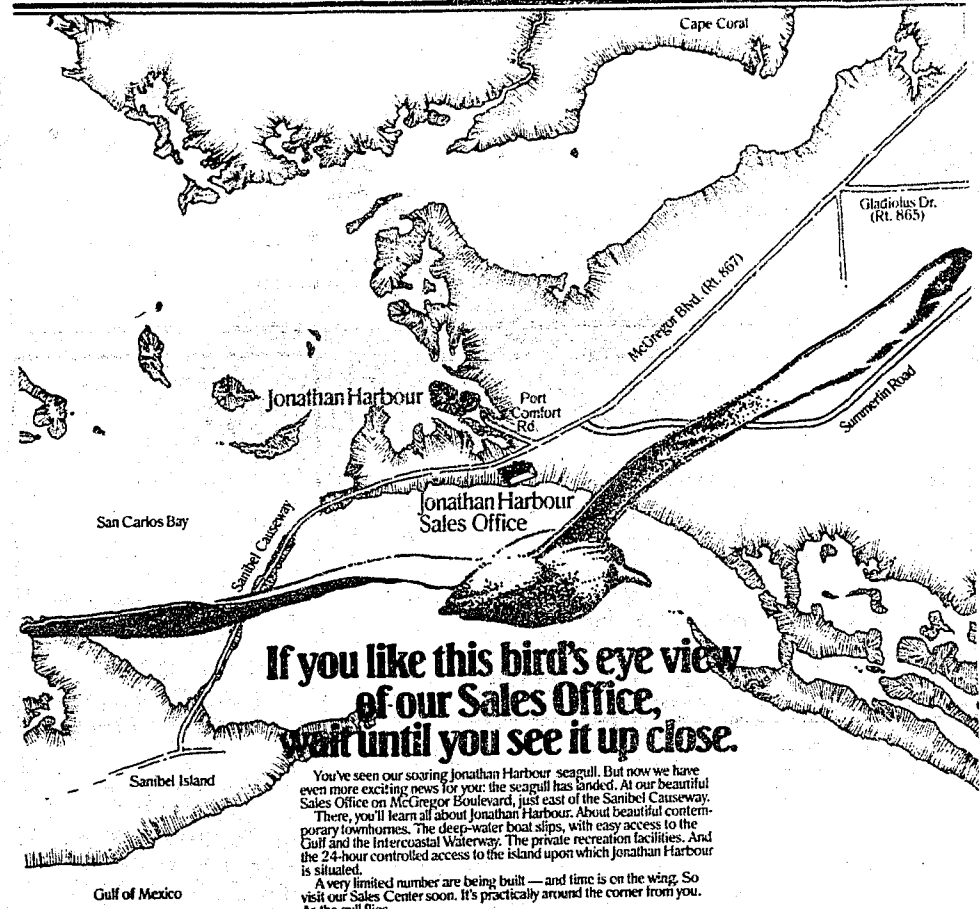 Cape Coral
Gladiolus Dr.
(Rt. 865)
McGregor Blvd. (Rt. 867)
Summerlin Road
Jonathan Harbour
Port
Comfort
Rd.
Jonathan Harbour
Sales Office
San Carlos Bay
Sanibel Causeway
If you like this bird's eye view
of our Sales Office,
wait until you see it up close.
Sanibel Island
Gulf of Mexico
You've seen our soaring Jonathan Harbour seagull. But now we have
even more exciting news for you: the seagull has landed. At our beautiful
Sales Office on McGregor Boulevard, just east of the Sanibel Causeway.
There, you'll learn all about Jonathan Harbour. About beautiful contem-
porary townhomes. The deep-water boat slips, with easy access to the
Gulf and the Intercoastal Waterway. The private recreation facilities. And
the 24-hour controlled access to the island upon which Jonathan Harbour
is situated.
A very limited number are being built — and time is on the wing. So
visit our Sales Center soon. It's practically around the corner from you.
As the gull flies.